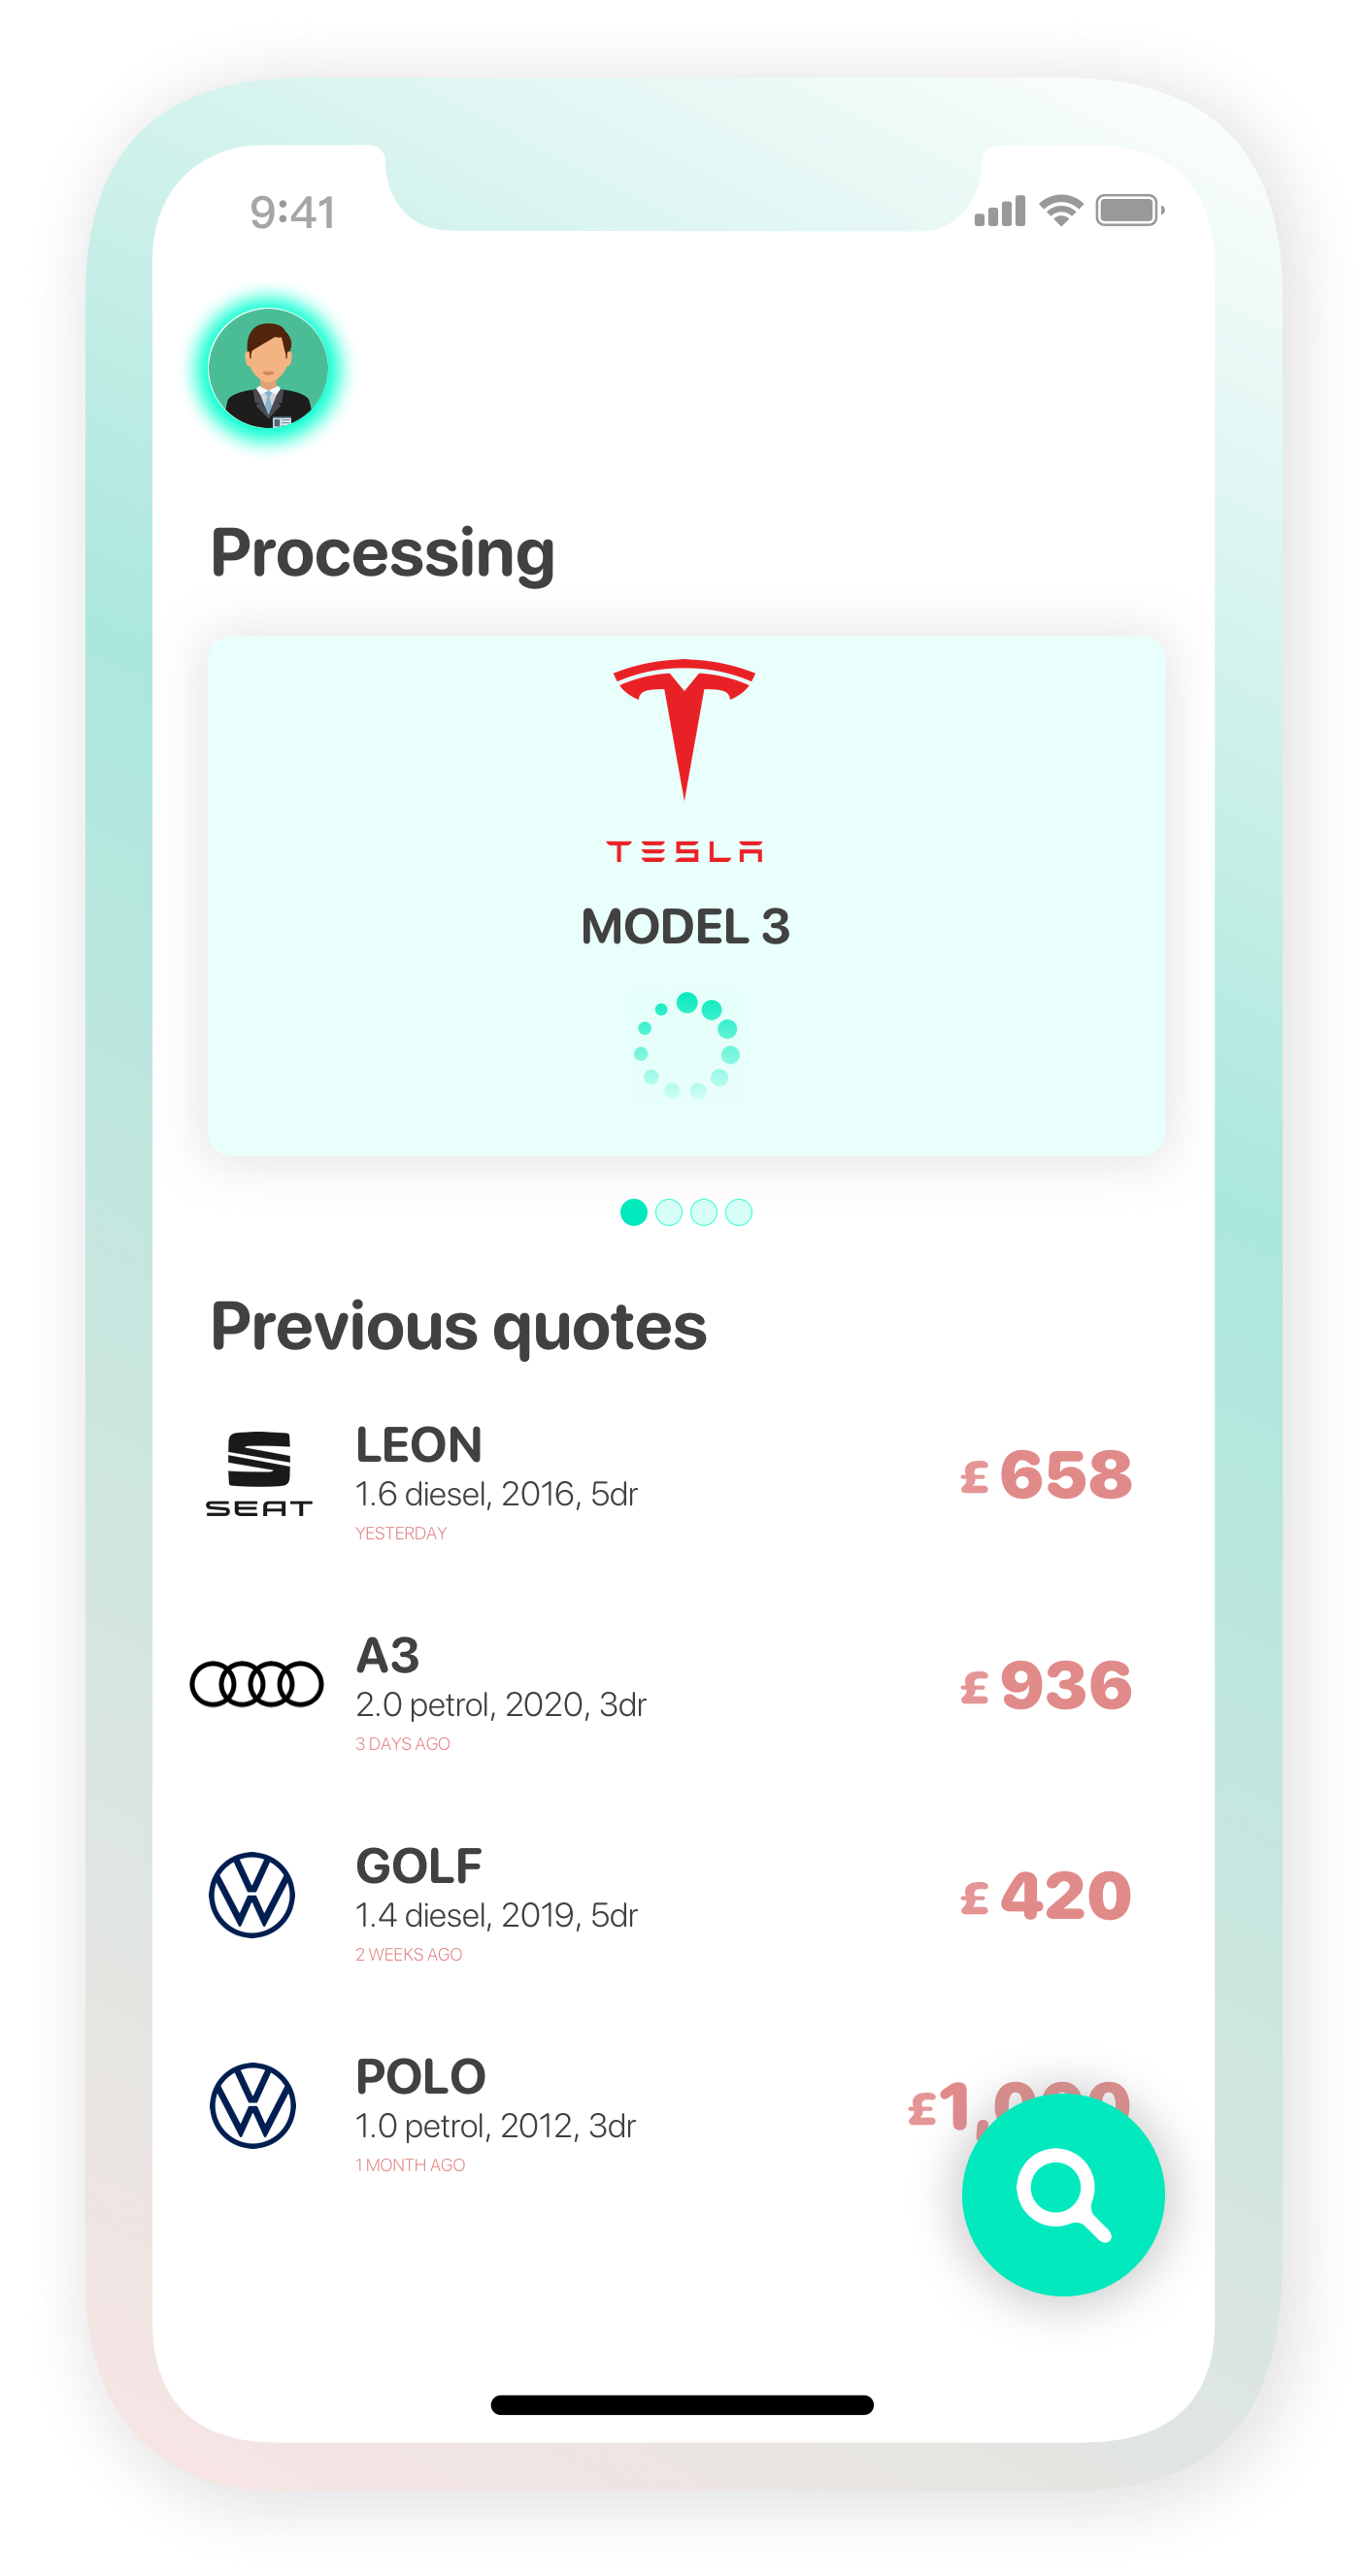 9:41
Processing
TESLA
MODEL 3
Previous quotes
SEAT
LEON
1.6 diesel, 2016, 5dr
YESTERDAY
£ 658
A3
2.0 petrol, 2020, 3dr
3 DAYS AGO
£ 936
GOLF
1.4 diesel, 2019, 5dr
2 WEEKS AGO
£ 420
POLO
1.0 petrol, 2012, 3dr
1 MONTH AGO